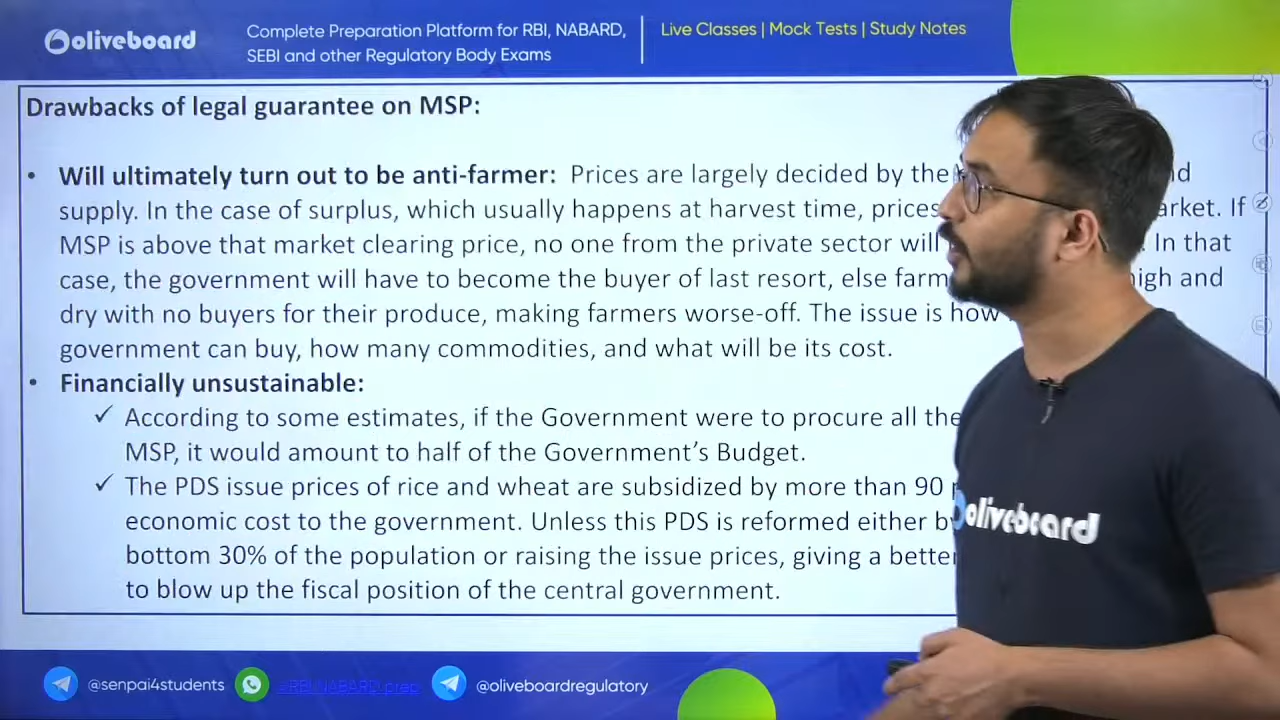 oliveboard
Complete Preparation Platform for RBI, NABARD,
SEBI and other Regulatory Body Exams
Live Classes | Mock Tests | Study Notes
Drawbacks of legal guarantee on MSP:
• Will ultimately turn out to be anti-farmer: Prices are largely decided by the
supply. In the case of surplus, which usually happens at harvest time, prices arket. If
MSP is above that market clearing price, no one from the private sector will In that
case, the government will have to become the buyer of last resort, else farm igh and
dry with no buyers for their produce, making farmers worse-off. The issue is how
government can buy, how many commodities, and what will be its cost.
• Financially unsustainable:
✓ According to some estimates, if the Government were to procure all the
MSP, it would amount to half of the Government's Budget.
✓ The PDS issue prices of rice and wheat are subsidized by more than 90
economic cost to the government. Unless this PDS is reformed either
bottom 30% of the population or raising the issue prices, giving a better
to blow up the fiscal position of the central government.
oliveboard
@senpai4students
@RBI NABARD prep
@oliveboardregulatory